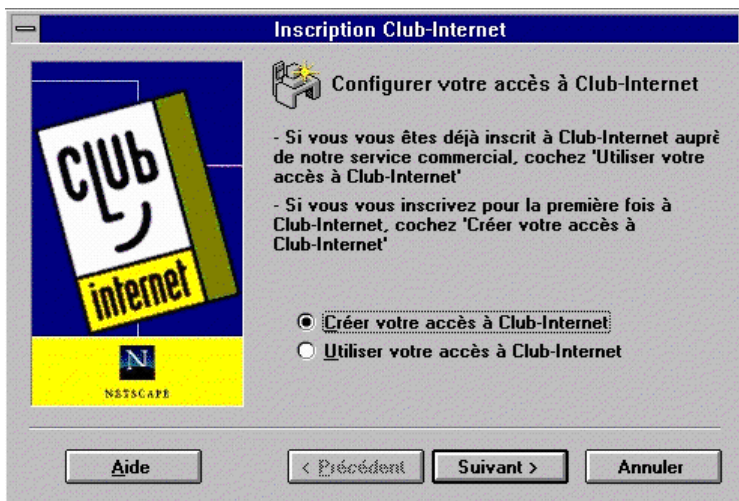 Inscription Club-Internet
Configurer votre accès à Club-Internet
- Si vous vous êtes déjà inscrit à Club-Internet auprè
de notre service commercial, cochez 'Utiliser votre
accès à Club-Internet'
- Si vous vous inscrivez pour la première fois à
Club-Internet, cochez 'Créer votre accès à
Club-Internet'
CLUb
internet
Créer votre accès à Club-Internet
Utiliser votre accès à Club-Internet
N
NETSCAPE
Aide
< Précédent
Suivant >
Annuler